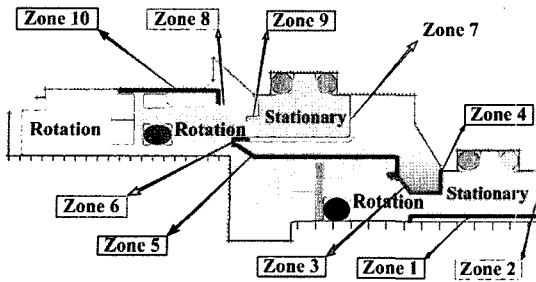 Zone 10
Zone 8
Zone 9
Zone 7
Rotation
Rotation
Stationary
Zone 4
Zone 6
Rotation
Stationary
Zone 5
Zone 3
Zone 1
Zone 2